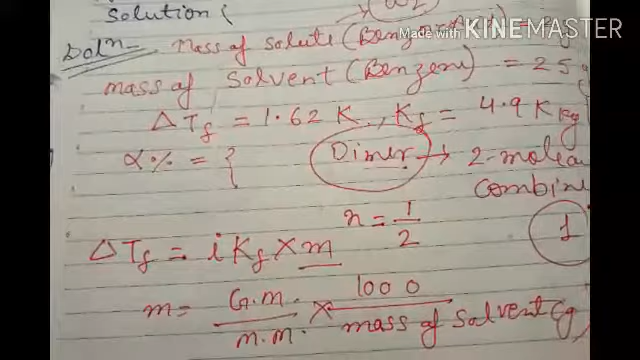 Solution {
Made with KINEMASTER
Soln Mass of Solute (Benzoic
mass of Solvent (Benzene) = 25 g
ΔTf = 1.62 K, Kf = 4.9 K Kg
α% = { Dimer → 2-molecu
Combine
n = 1/2
1
ΔTf = i Kf × m
m = G.M. / M.M. × 1000 / mass of Solvent (g)